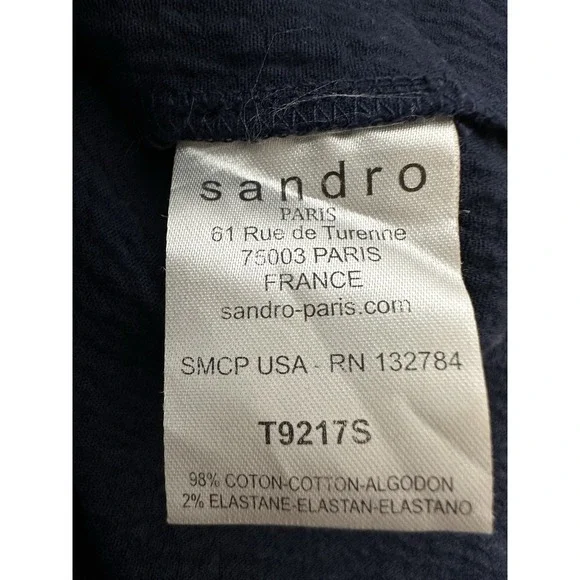 sandro
PARIS
61 Rue de Turenne
75003 PARIS
FRANCE
sandro-paris.com
SMCP USA - RN 132784
T9217S
98% COTON-COTTON-ALGODON
2% ELASTANE-ELASTAN-ELASTANO